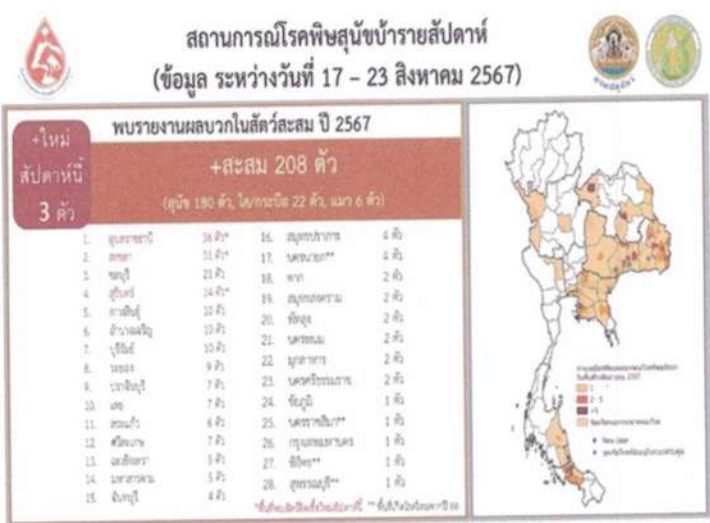 สถานการณ์โรคพิษสุนัขบ้ารายสัปดาห์
(ข้อมูล ระหว่างวันที่ 17 – 23 สิงหาคม 2567)
+ใหม่
สัปดาห์นี้
3 ตัว
พบรายงานผลบวกในสัตว์สะสม ปี 2567
+สะสม 208 ตัว
(สุนัข 180 ตัว, โค/กระบือ 22 ตัว, แมว 6 ตัว)
1. อุบลราชธานี 36 ตัว*
2. สงขลา 31 ตัว*
3. ชลบุรี 21 ตัว
4. สุรินทร์ 14 ตัว*
5. กาฬสินธุ์ 10 ตัว
6. อำนาจเจริญ 10 ตัว
7. บุรีรัมย์ 10 ตัว
8. ระยอง 9 ตัว
9. ปราจีนบุรี 7 ตัว
10. เลย 7 ตัว
11. สระแก้ว 6 ตัว
12. ศรีสะเกษ 7 ตัว
13. ฉะเชิงเทรา 5 ตัว
14. มหาสารคาม 5 ตัว
15. จันทบุรี 4 ตัว
16. สมุทรปราการ 4 ตัว
17. นครนายก** 4 ตัว
18. ตาก 2 ตัว
19. สมุทรสงคราม 2 ตัว
20. พัทลุง 2 ตัว
21. นครพนม 2 ตัว
22. มุกดาหาร 2 ตัว
23. นครศรีธรรมราช 2 ตัว
24. ชัยภูมิ 1 ตัว
25. นครราชสีมา** 1 ตัว
26. กรุงเทพมหานคร 1 ตัว
27. พิจิตร** 1 ตัว
28. สุพรรณบุรี** 1 ตัว
1
2 - 5
>5
New case